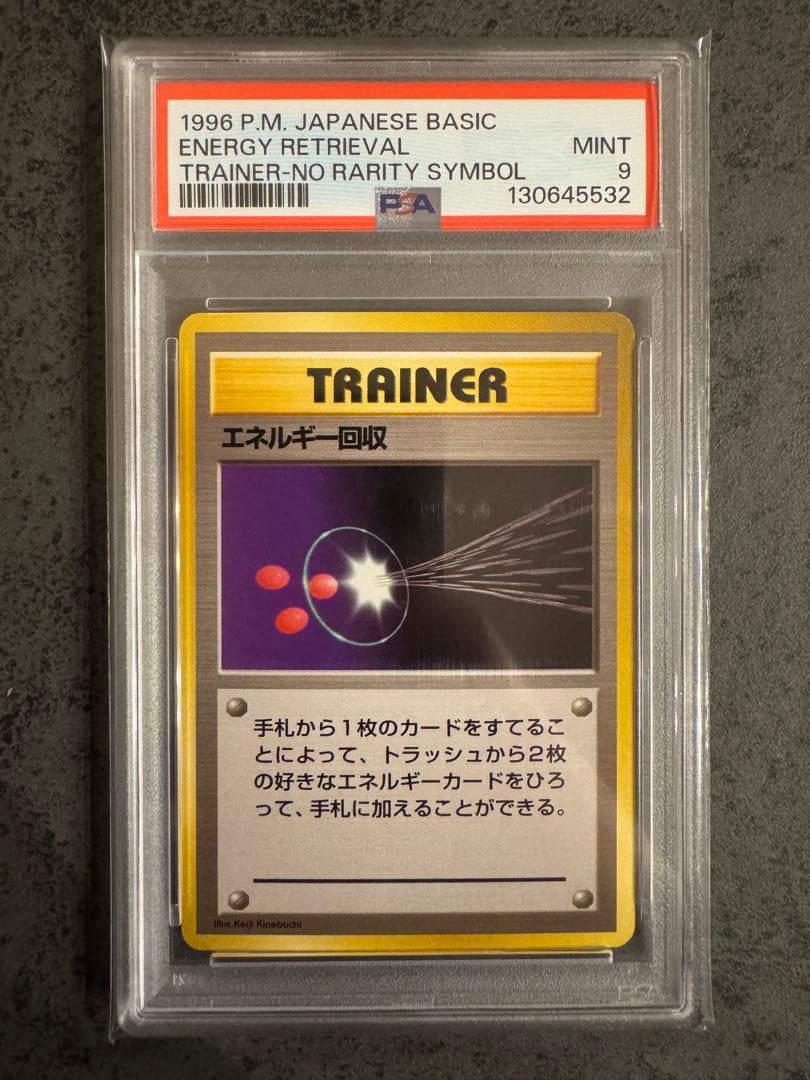 1996 P.M. JAPANESE BASIC
ENERGY RETRIEVAL MINT
TRAINER-NO RARITY SYMBOL 9
PSA 130645532
TRAINER
エネルギー回収
手札から1枚のカードをすてるこ
とによって、トラッシュから2枚
の好きなエネルギーカードをひろ
って、手札に加えることができる。
Illus. Keiji Kinebuchi
PSA